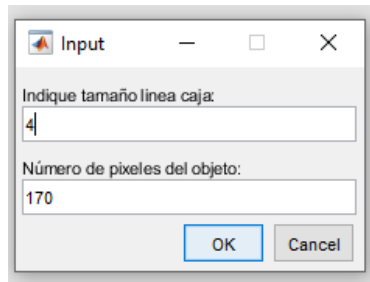 Input
Indique tamaño linea caja:
4
Número de pixeles del objeto:
170
OK
Cancel